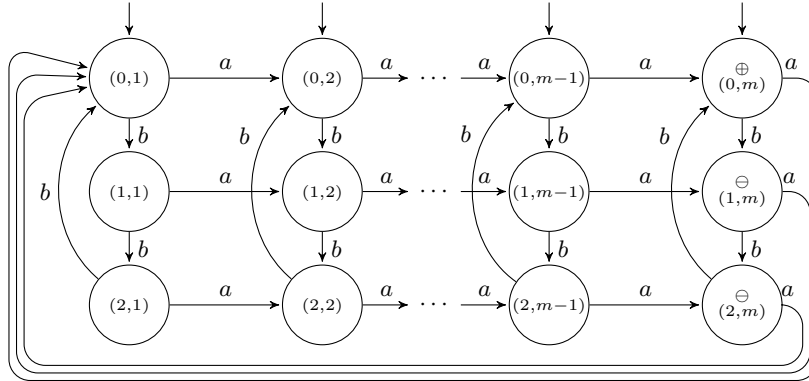 a a a a a
(0,1) (0,2) ··· (0,m−1) ⊕ (0,m)
b b b b
b b b b
a a a a a
(1,1) (1,2) ··· (1,m−1) ⊖ (1,m)
b b b b
a a a a a
(2,1) (2,2) ··· (2,m−1) ⊖ (2,m)